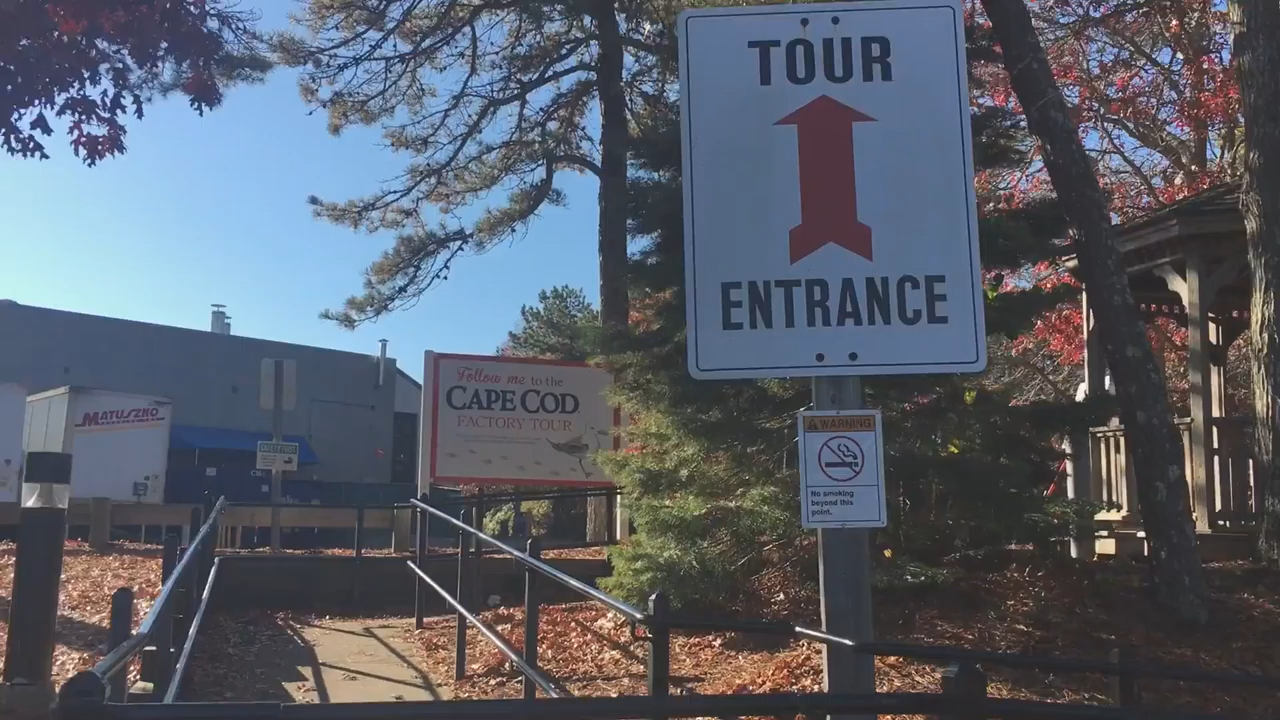 TOUR
ENTRANCE
WARNING
No smoking
beyond this
point.
Follow me to the
CAPE COD
FACTORY TOUR
MATUSZKO